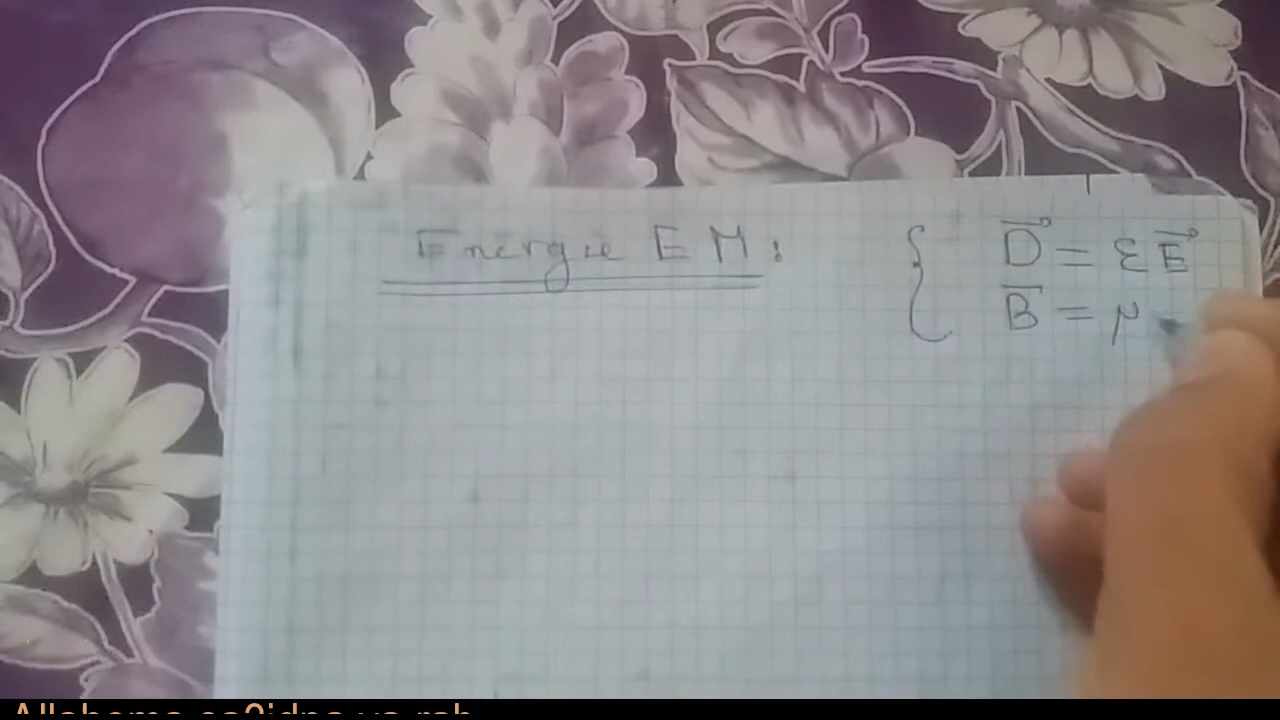 Energie EM:
{ D⃗ = εE⃗
B⃗ = μ